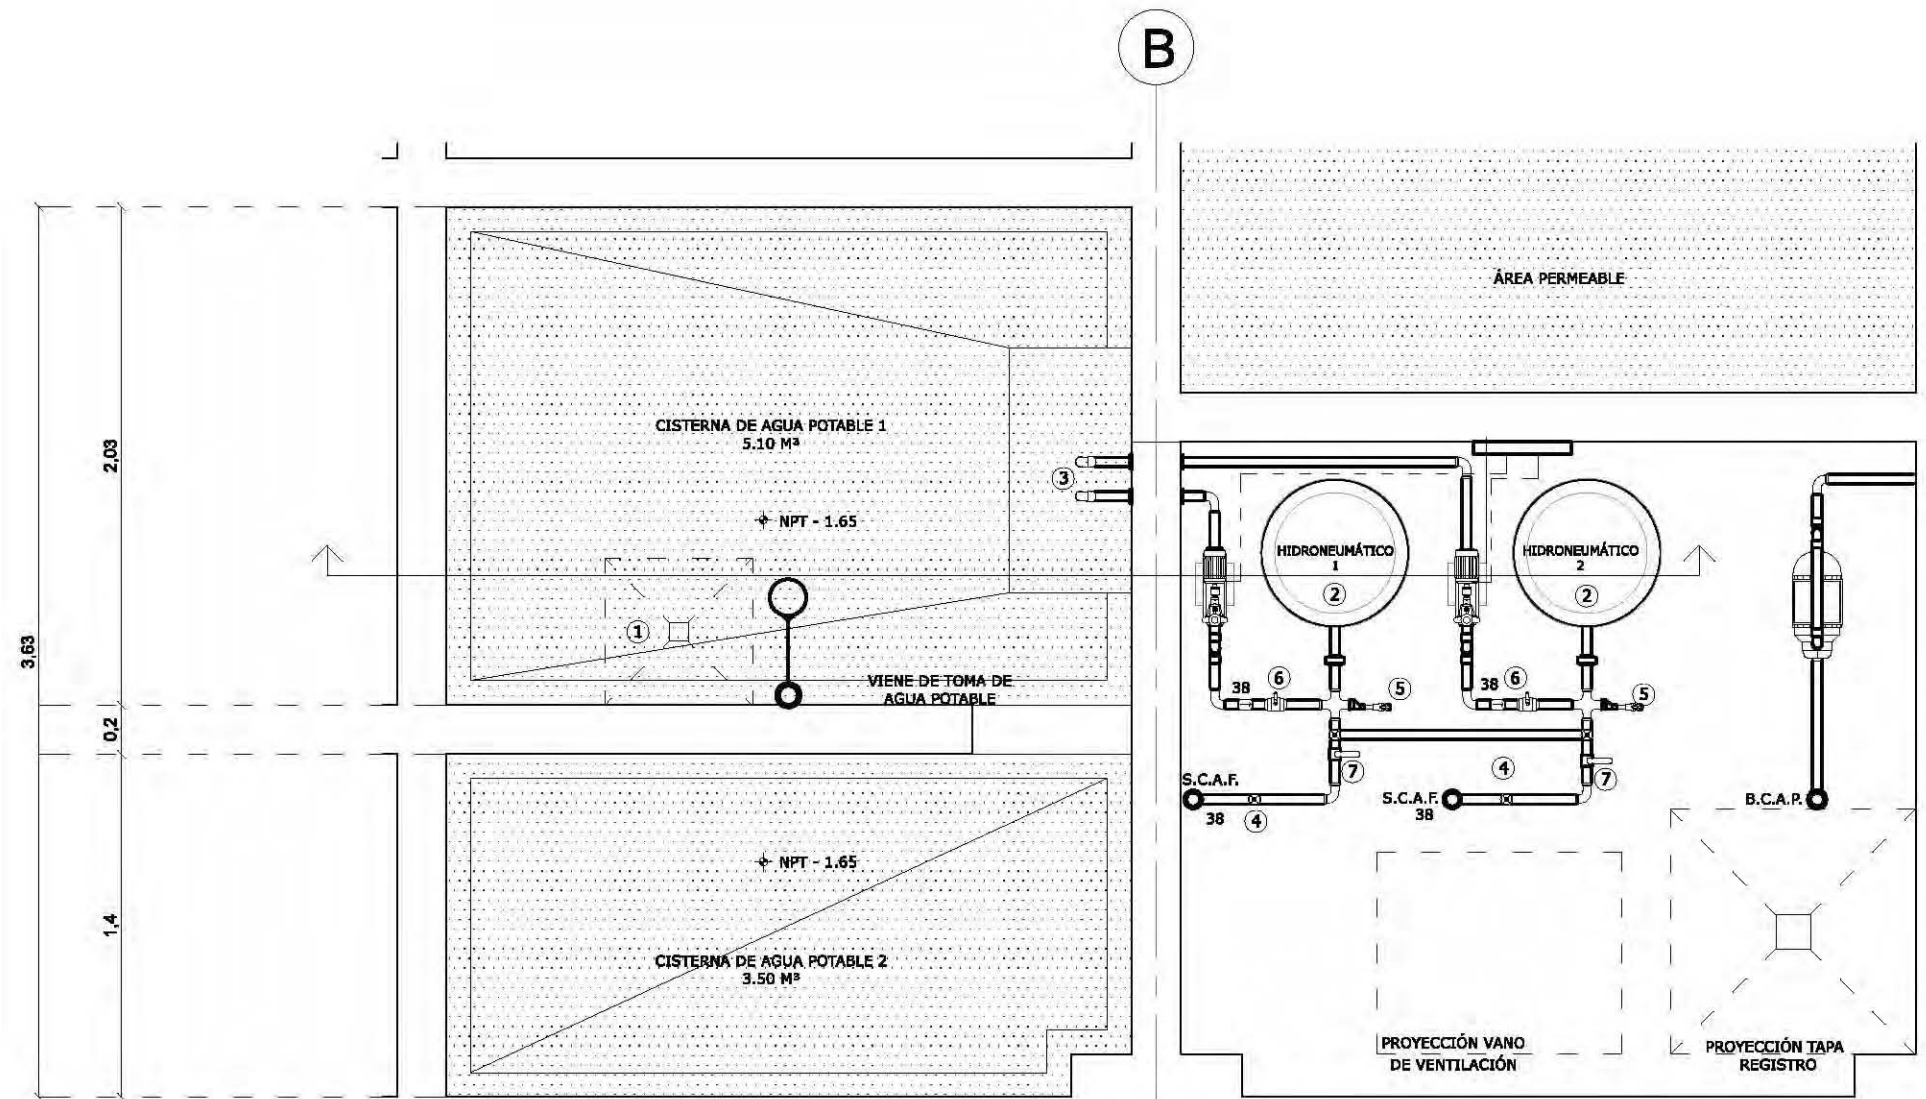 B
ÁREA PERMEABLE
CISTERNA DE AGUA POTABLE 1
5.10 M³
2,03
3
NPT - 1.65
HIDRONEUMÁTICO
1
2
HIDRONEUMÁTICO
2
2
1
3,63
VIENE DE TOMA DE
AGUA POTABLE
38
6
5
38
6
5
0,2
S.C.A.F.
38
4
7
S.C.A.F.
38
4
7
B.C.A.P.
NPT - 1.65
1,4
CISTERNA DE AGUA POTABLE 2
3.50 M³
PROYECCIÓN VANO
DE VENTILACIÓN
PROYECCIÓN TAPA
REGISTRO